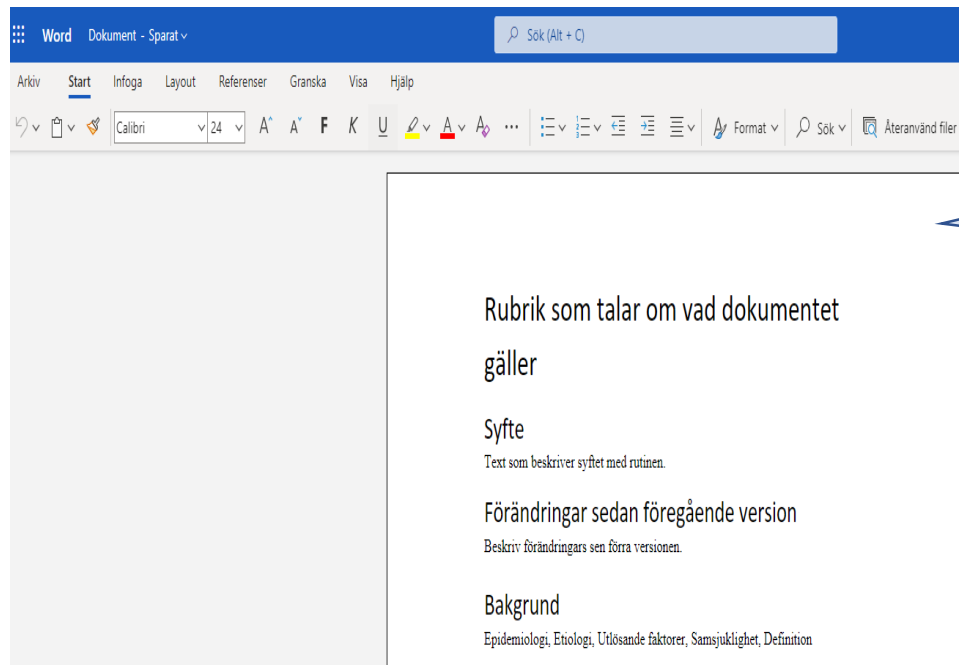 Word Dokument - Sparat Sök (Alt + C)
Arkiv Start Infoga Layout Referenser Granska Visa Hjälp
Calibri 24 A A F K U A A ... Format Sök Återanvänd filer
Rubrik som talar om vad dokumentet
gäller
Syfte
Text som beskriver syftet med rutinen.
Förändringar sedan föregående version
Beskriv förändringars sen förra versionen.
Bakgrund
Epidemiologi, Etiologi, Utlösande faktorer, Samsjuklighet, Definition